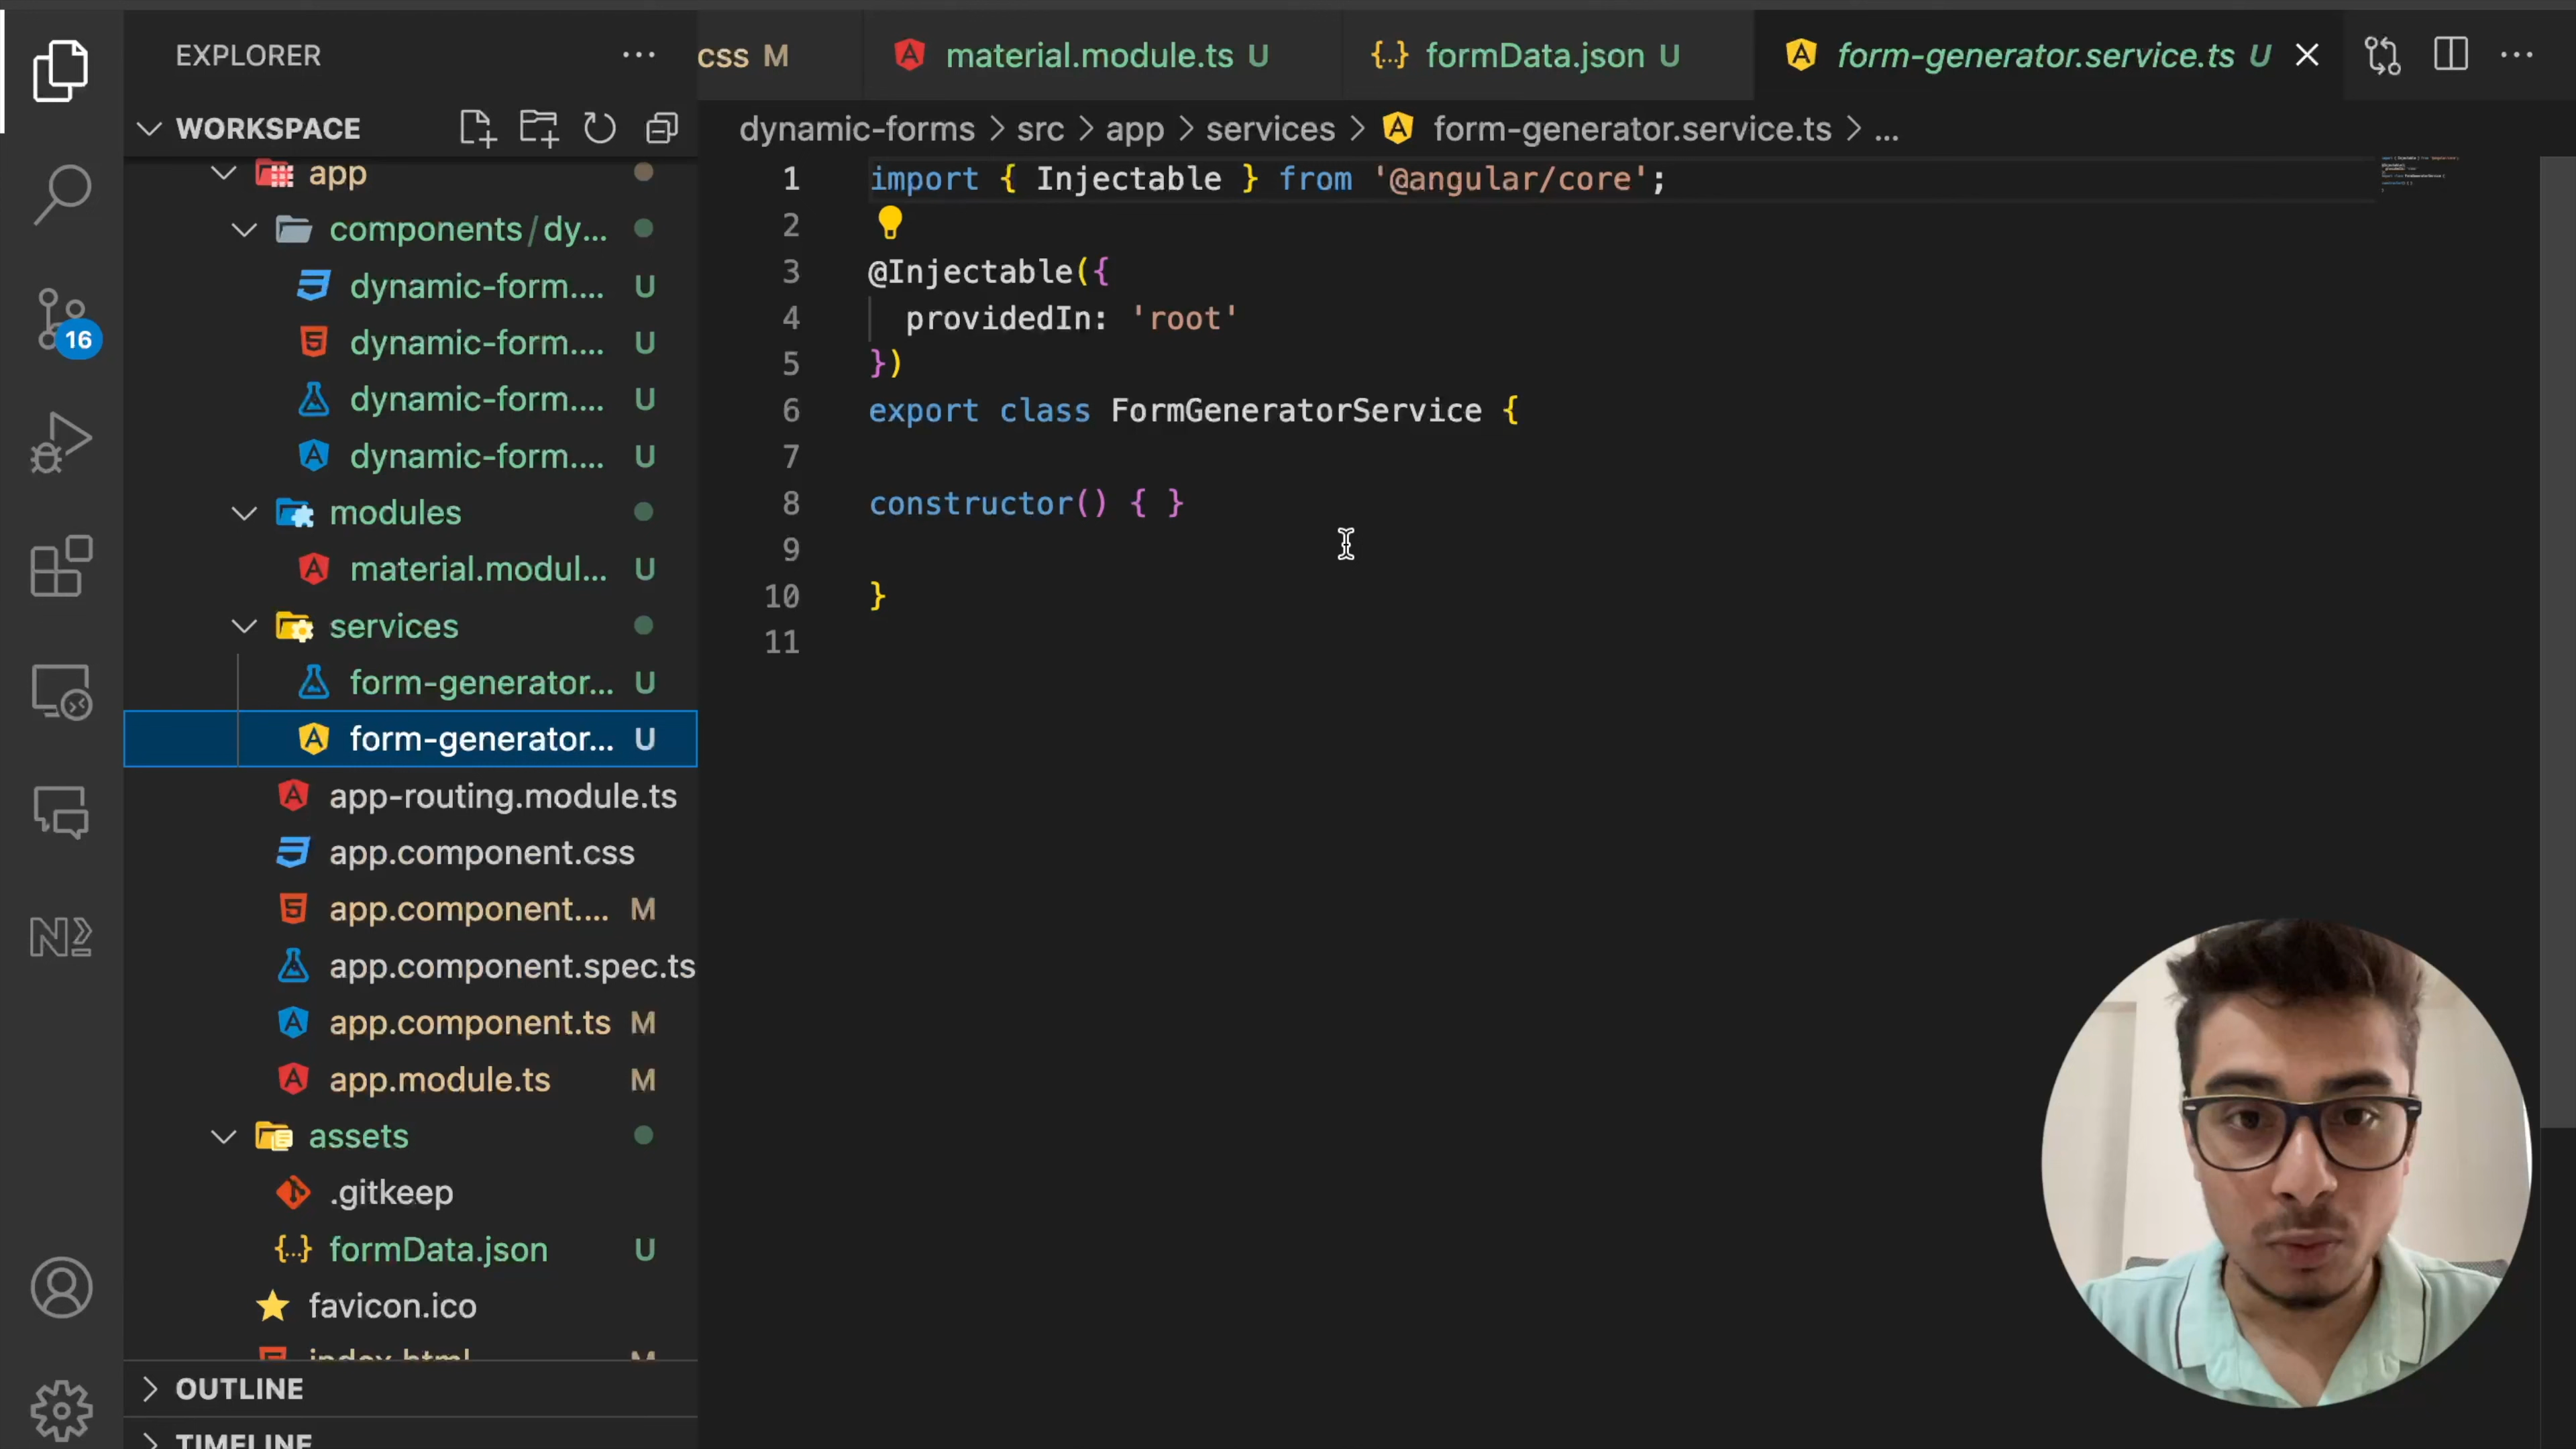 EXPLORER
WORKSPACE
app
components/dy...
dynamic-form....
U
dynamic-form....
U
dynamic-form....
U
dynamic-form....
U
modules
material.modul...
U
services
form-generator...
U
form-generator...
U
app-routing.module.ts
app.component.css
app.component....
M
app.component.spec.ts
app.component.ts
M
app.module.ts
M
assets
.gitkeep
formData.json
U
favicon.ico
index.html
M
OUTLINE
TIMELINE
16
css M
material.module.ts U
{..} formData.json U
form-generator.service.ts U
dynamic-forms > src > app > services > form-generator.service.ts > ...
1 import { Injectable } from '@angular/core';
2
3 @Injectable({
4 providedIn: 'root'
5 })
6 export class FormGeneratorService {
7
8 constructor() { }
9
10 }
11